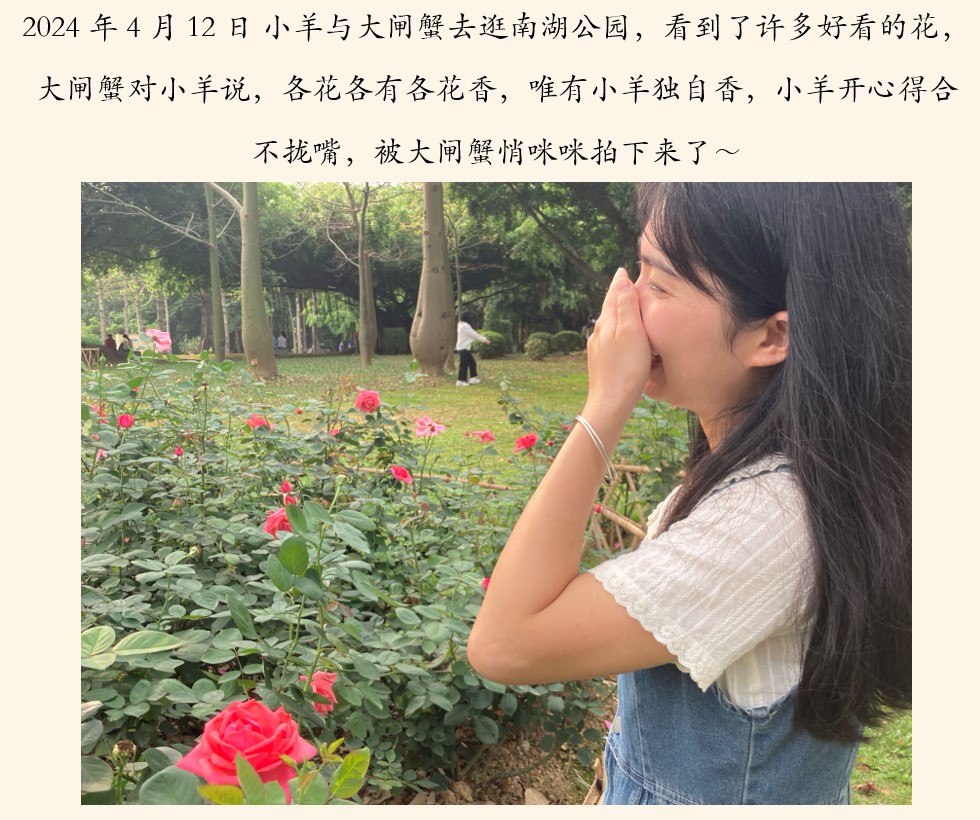 2024 年 4 月 12 日 小羊与大闸蟹去逛南湖公园，看到了许多好看的花，
大闸蟹对小羊说，各花各有各花香，唯有小羊独自香，小羊开心得合
不拢嘴，被大闸蟹悄咪咪拍下来了～